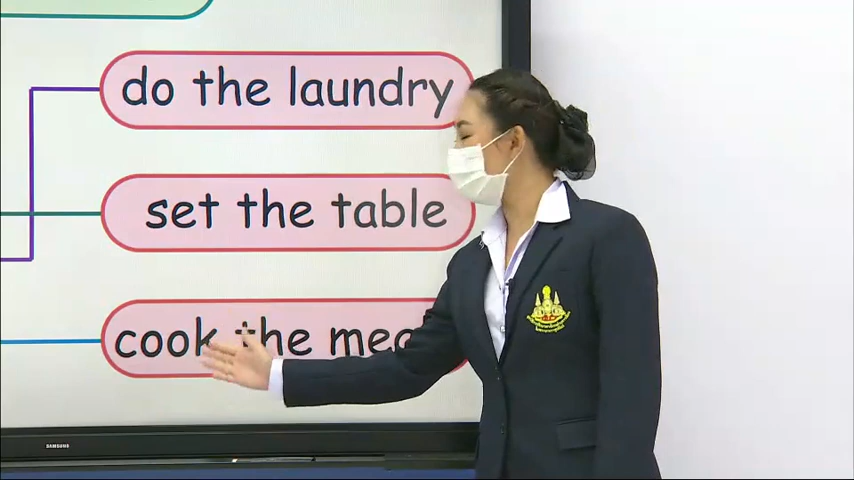 do the laundry
set the table
cook the
SAMSUNG